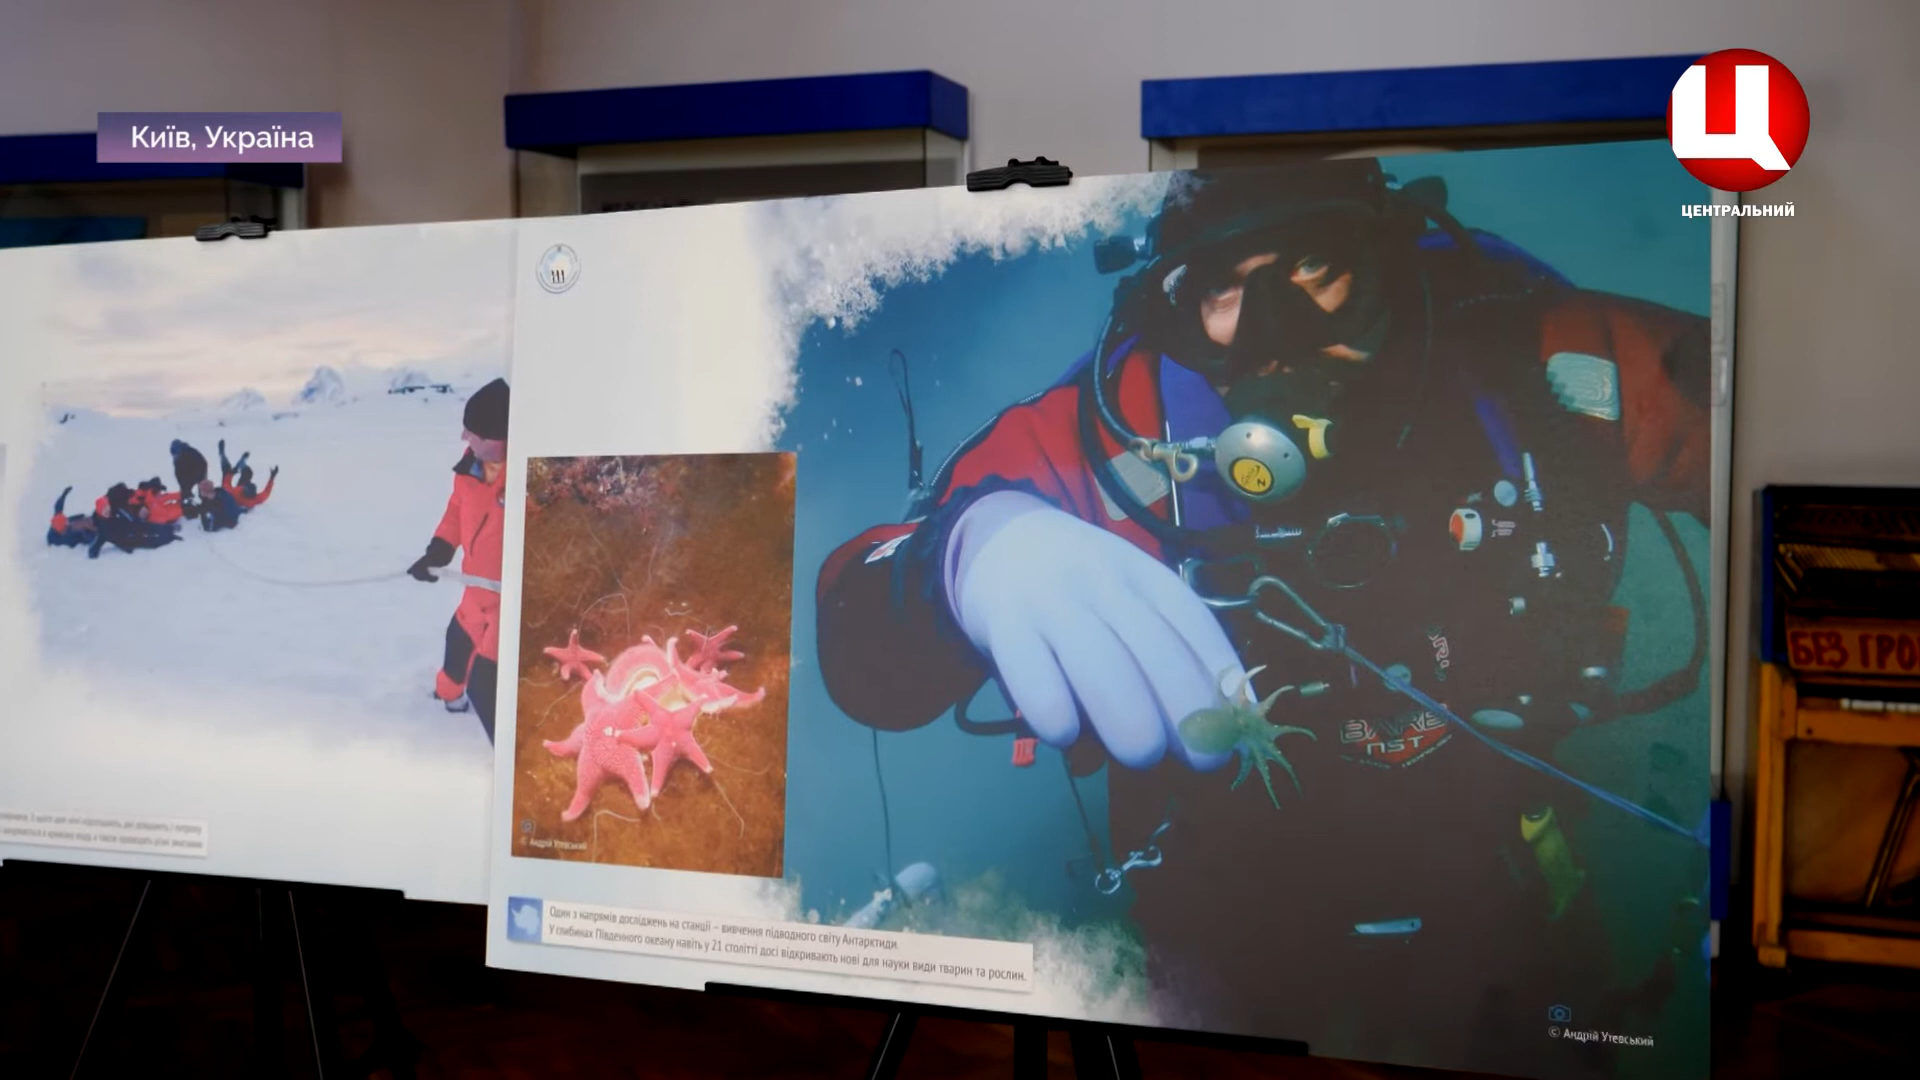 Київ, Україна
Ц
ЦЕНТРАЛЬНИЙ
БЕЗ ГРО
BARE
NST
© Андрій Утевський
Один з напрямів досліджень на станції – вивчення підводного світу Антарктиди.
У глибинах Південного океану навіть у 21 столітті досі відкривають нові для науки види тварин та рослин.
© Андрій Утевський